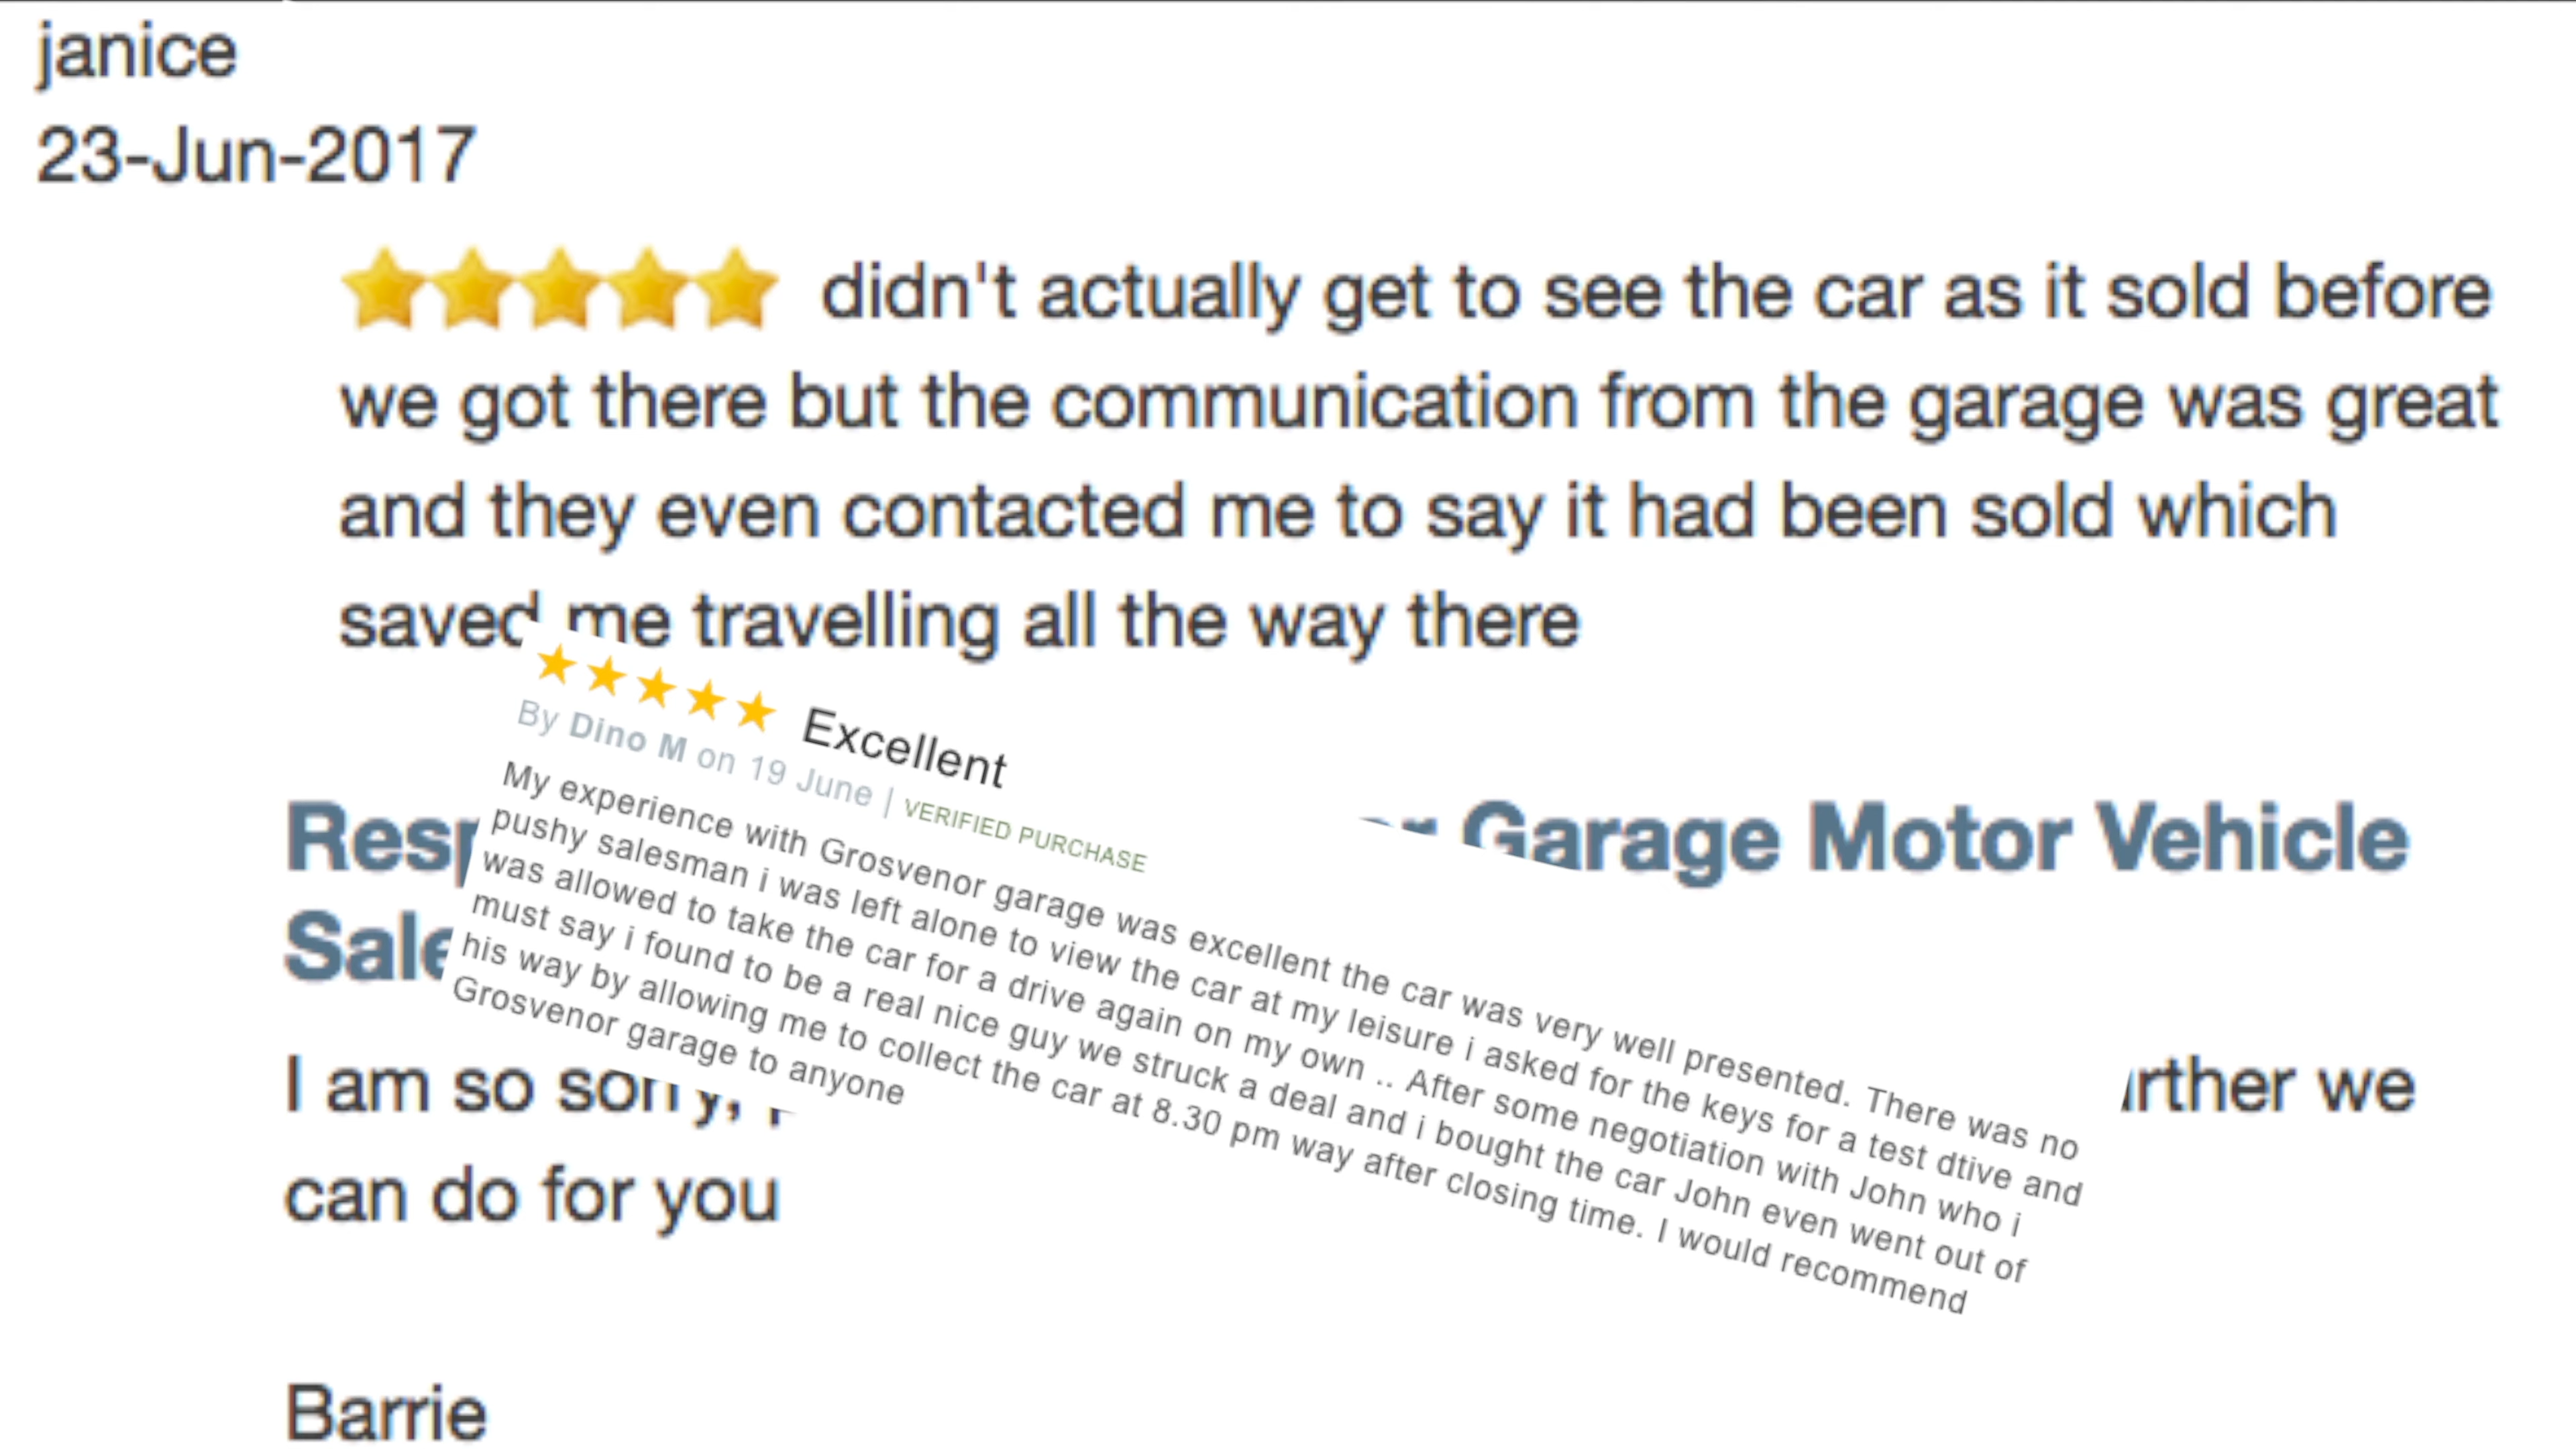 janice
23-Jun-2017
didn't actually get to see the car as it sold before
we got there but the communication from the garage was great
and they even contacted me to say it had been sold which
saved me travelling all the way there
Excellent
By Dino M on 19 June | VERIFIED PURCHASE
My experience with Grosvenor garage was excellent the car was very well presented. There was no
pushy salesman i was left alone to view the car at my leisure i asked for the keys for a test dtive and
was allowed to take the car for a drive again on my own .. After some negotiation with John who i
must say i found to be a real nice guy we struck a deal and i bought the car John even went out of
his way by allowing me to collect the car at 8.30 pm way after closing time. I would recommend
Grosvenor garage to anyone
Garage Motor Vehicle
I am so sorry, we
can do for you
Barrie